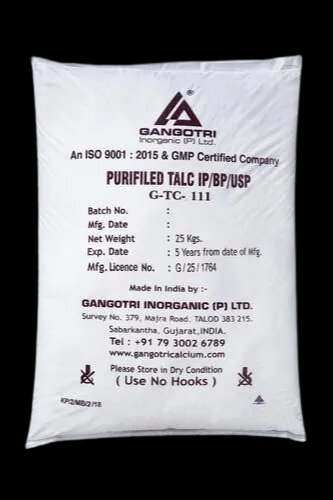 GANGOTRI
Inorganic (P) Ltd.
An ISO 9001 : 2015 & GMP Certified Company
PURIFILED TALC IP/BP/USP
G-TC- 111
Batch No. :
Mfg. Date :
Net Weight : 25 Kgs.
Exp. Date : 5 Years from date of Mfg.
Mfg. Licence No. : G/25/1764
Made in India by :-
GANGOTRI INORGANIC (P) LTD.
Survey No. 379, Majra Road, TALOD 383 215.
Sabarkantha, Gujarat,INDIA.
Tel : +91 79 3002 6789
www.gangotricalcium.com
Please Store in Dry Condition
( Use No Hooks )
KP/2/MB/2/18